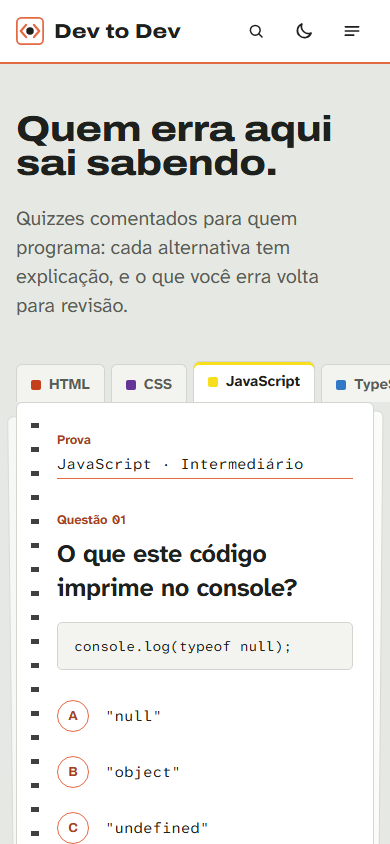 Dev to Dev
Quem erra aqui
sai sabendo.
Quizzes comentados para quem
programa: cada alternativa tem
explicação, e o que você erra volta
para revisão.
HTML
CSS
JavaScript
Type
Prova
JavaScript · Intermediário
Questão 01
O que este código
imprime no console?
console.log(typeof null);
A "null"
B "object"
C "undefined"